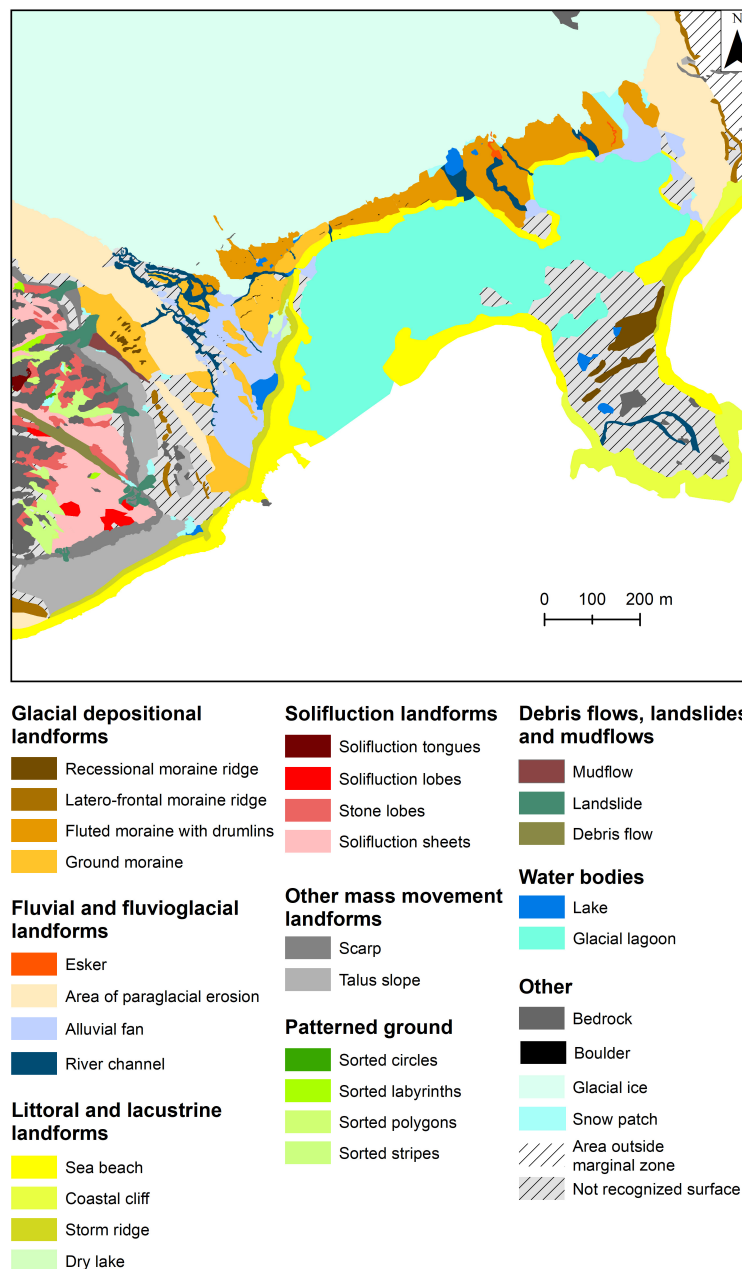 N
0 100 200 m
Glacial depositional
landforms
Recessional moraine ridge
Latero-frontal moraine ridge
Fluted moraine with drumlins
Ground moraine
Fluvial and fluvioglacial
landforms
Esker
Area of paraglacial erosion
Alluvial fan
River channel
Littoral and lacustrine
landforms
Sea beach
Coastal cliff
Storm ridge
Dry lake
Solifluction landforms
Solifluction tongues
Solifluction lobes
Stone lobes
Solifluction sheets
Other mass movement
landforms
Scarp
Talus slope
Patterned ground
Sorted circles
Sorted labyrinths
Sorted polygons
Sorted stripes
Debris flows, landslides
and mudflows
Mudflow
Landslide
Debris flow
Water bodies
Lake
Glacial lagoon
Other
Bedrock
Boulder
Glacial ice
Snow patch
Area outside
marginal zone
Not recognized surface